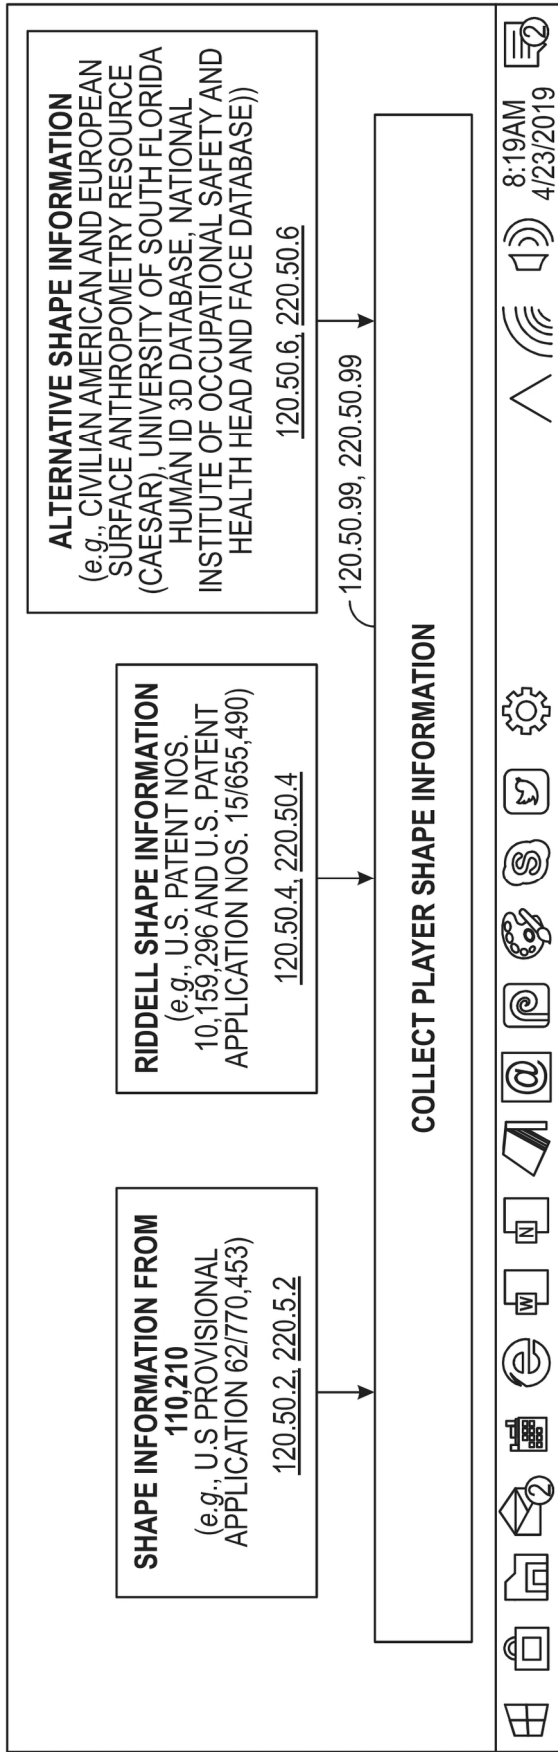 SHAPE INFORMATION FROM
110,210
(e.g., U.S PROVISIONAL
APPLICATION 62/770,453)
120.50.2, 220.5.2
RIDDELL SHAPE INFORMATION
(e.g., U.S. PATENT NOS.
10,159,296 AND U.S. PATENT
APPLICATION NOS. 15/655,490)
120.50.4, 220.50.4
ALTERNATIVE SHAPE INFORMATION
(e.g., CIVILIAN AMERICAN AND EUROPEAN
SURFACE ANTHROPOMETRY RESOURCE
(CAESAR), UNIVERSITY OF SOUTH FLORIDA
HUMAN ID 3D DATABASE, NATIONAL
INSTITUTE OF OCCUPATIONAL SAFETY AND
HEALTH HEAD AND FACE DATABASE))
120.50.6, 220.50.6
120.50.99, 220.50.99
COLLECT PLAYER SHAPE INFORMATION
2
e
W
N
@
S
8:19AM
4/23/2019
2